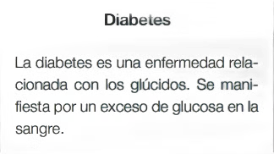 Diabetes
La diabetes es una enfermedad rela-
cionada con los glúcidos. Se mani-
fiesta por un exceso de glucosa en la
sangre.